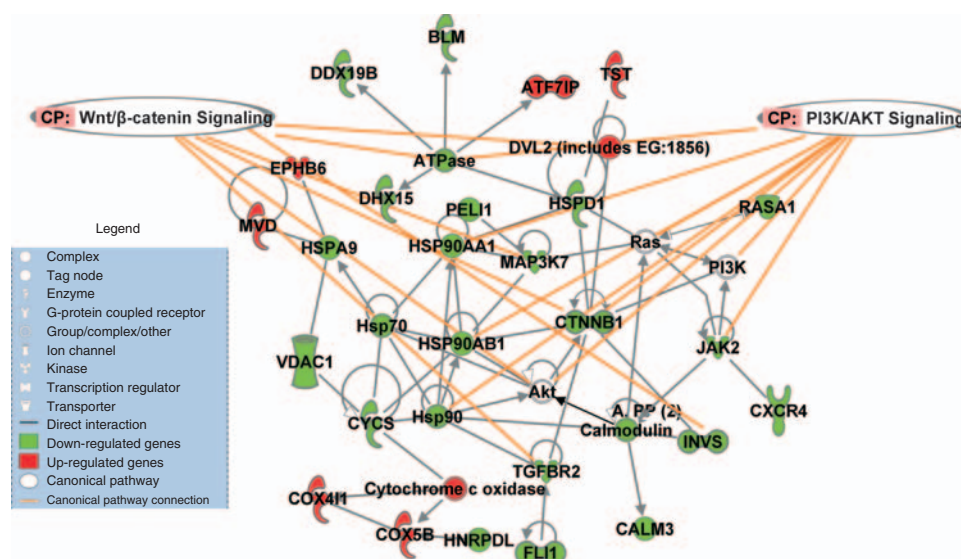 BLM
DDX19B
ATF7IP
TST
CP: Wnt/β-catenin Signaling
CP: PI3K/AKT Signaling
DVL2 (includes EG:1856)
ATPase
EPHB6
DHX15
HSPD1
PELI1
RASA1
MVD
HSPA9
HSP90AA1
Ras
MAP3K7
PI3K
Legend
Complex
Tag node
Enzyme
G-protein coupled receptor
Group/complex/other
Ion channel
Kinase
Transcription regulator
Transporter
Direct interaction
Down-regulated genes
Up-regulated genes
Canonical pathway
Canonical pathway connection
Hsp70
CTNNB1
HSP90AB1
JAK2
VDAC1
Akt
CXCR4
A, PP (2)
CYCS
Hsp90
Calmodulin
INVS
TGFBR2
Cytochrome c oxidase
COX4I1
CALM3
COX5B
HNRPDL
FLI1